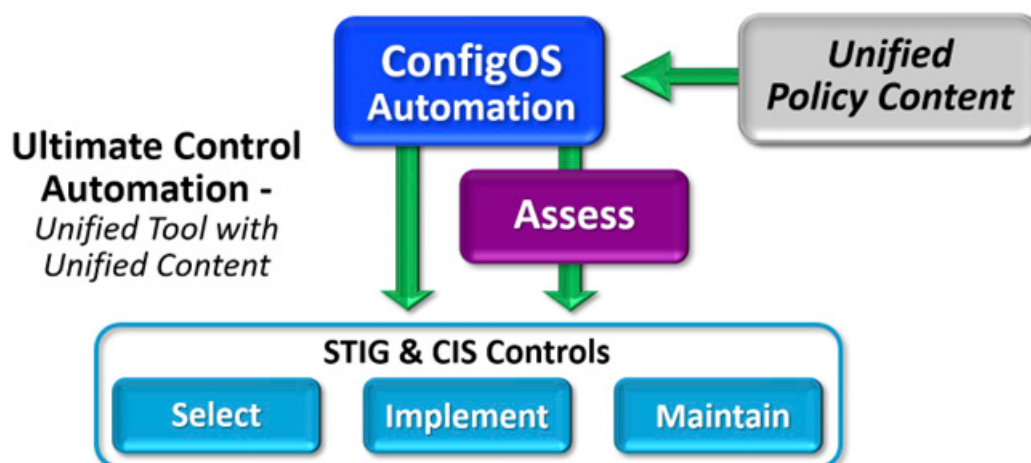 ConfigOS
Automation
Unified
Policy Content
Ultimate Control
Automation -
Unified Tool with
Unified Content
Assess
STIG & CIS Controls
Select
Implement
Maintain